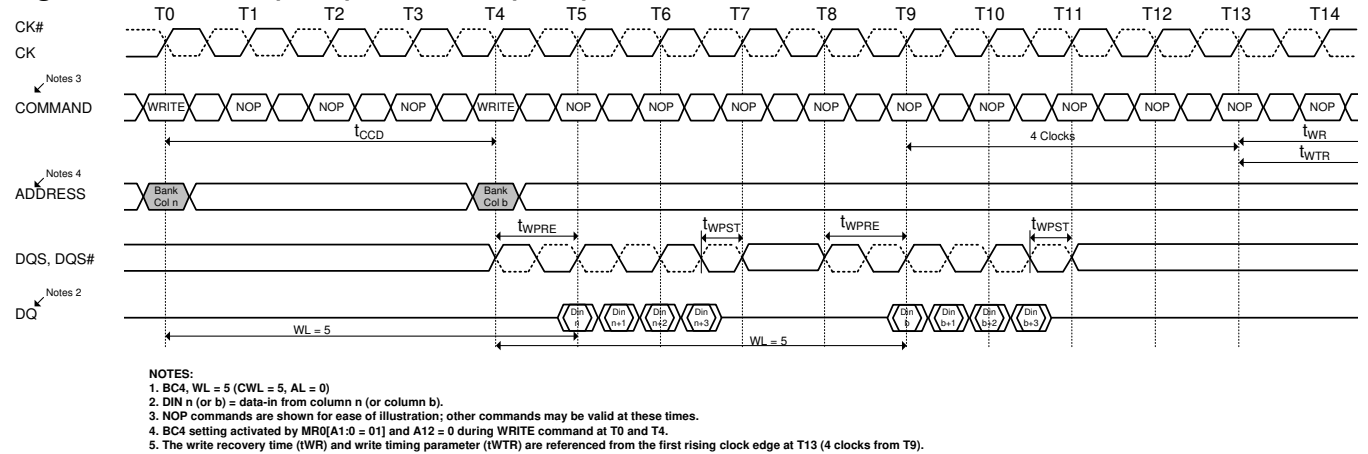 T0 T1 T2 T3 T4 T5 T6 T7 T8 T9 T10 T11 T12 T13 T14
CK#
CK
Notes 3
COMMAND WRITE NOP NOP NOP WRITE NOP NOP NOP NOP NOP NOP NOP NOP NOP NOP
tCCD 4 Clocks tWR
tWTR
Notes 4
ADDRESS Bank Col n Bank Col b
tWPRE tWPST tWPRE tWPST
DQS, DQS#
Notes 2
DQ Din n Din n+1 Din n+2 Din n+3 Din b Din b+1 Din b+2 Din b+3
WL = 5 WL = 5
NOTES:
1. BC4, WL = 5 (CWL = 5, AL = 0)
2. DIN n (or b) = data-in from column n (or column b).
3. NOP commands are shown for ease of illustration; other commands may be valid at these times.
4. BC4 setting activated by MR0[A1:0 = 01] and A12 = 0 during WRITE command at T0 and T4.
5. The write recovery time (tWR) and write timing parameter (tWTR) are referenced from the first rising clock edge at T13 (4 clocks from T9).